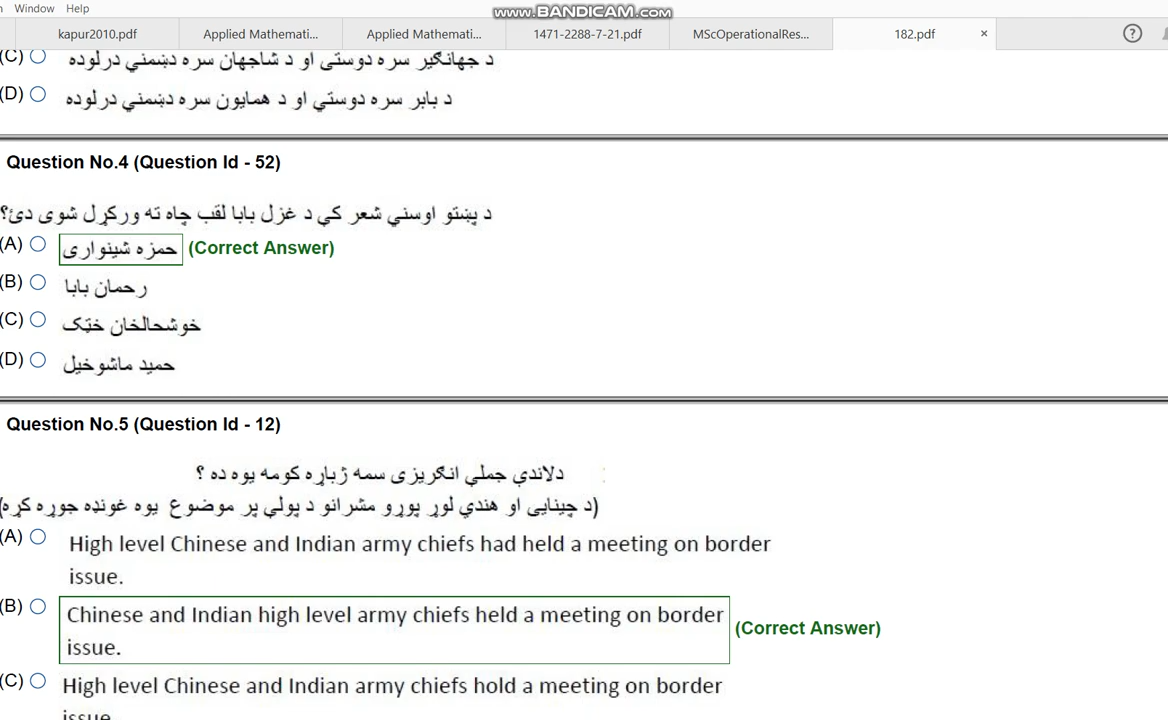 Window Help
www.BANDICAM.com
kapur2010.pdf Applied Mathemati... Applied Mathemati... 1471-2288-7-21.pdf MScOperationalRes... 182.pdf ×
(C) د جهانګير سره دوستي او د شاجهان سره دښمني درلوده
(D) د بابر سره دوستي او د همايون سره دښمني درلوده
Question No.4 (Question Id - 52)
د پښتو اوسني شعر کې د غزل بابا لقب چاه ته ورکړل شوی دئ؟
(A) حمزه شينواری (Correct Answer)
(B) رحمان بابا
(C) خوشحالخان خټک
(D) حميد ماشوخيل
Question No.5 (Question Id - 12)
دلاندې جملې انګريزی سمه ژباړه کومه يوه ده ؟
(د چينايي او هندي لوړ پوړو مشرانو د پولې پر موضوع يوه غونډه جوړه کړه)
(A) High level Chinese and Indian army chiefs had held a meeting on border
issue.
(B) Chinese and Indian high level army chiefs held a meeting on border
issue. (Correct Answer)
(C) High level Chinese and Indian army chiefs hold a meeting on border
issue